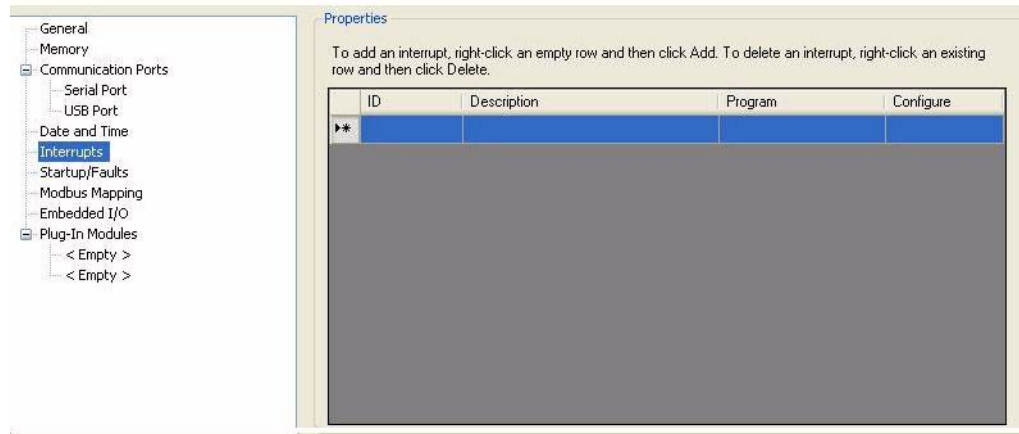 General
Memory
Communication Ports
Serial Port
USB Port
Date and Time
Interrupts
Startup/Faults
Modbus Mapping
Embedded I/O
Plug-In Modules
< Empty >
< Empty >
Properties
To add an interrupt, right-click an empty row and then click Add. To delete an interrupt, right-click an existing
row and then click Delete.
ID Description Program Configure